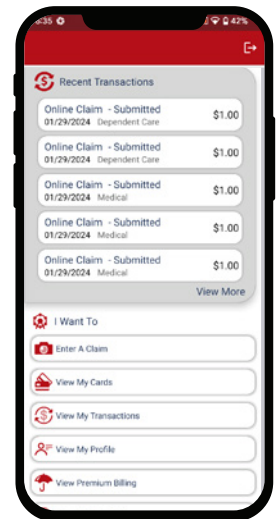 5:35 42%
Recent Transactions
Online Claim - Submitted
01/29/2024 Dependent Care
$1.00
Online Claim - Submitted
01/29/2024 Dependent Care
$1.00
Online Claim - Submitted
01/29/2024 Medical
$1.00
Online Claim - Submitted
01/29/2024 Medical
$1.00
Online Claim - Submitted
01/29/2024 Medical
$1.00
View More
I Want To
Enter A Claim
View My Cards
View My Transactions
View My Profile
View Premium Billing